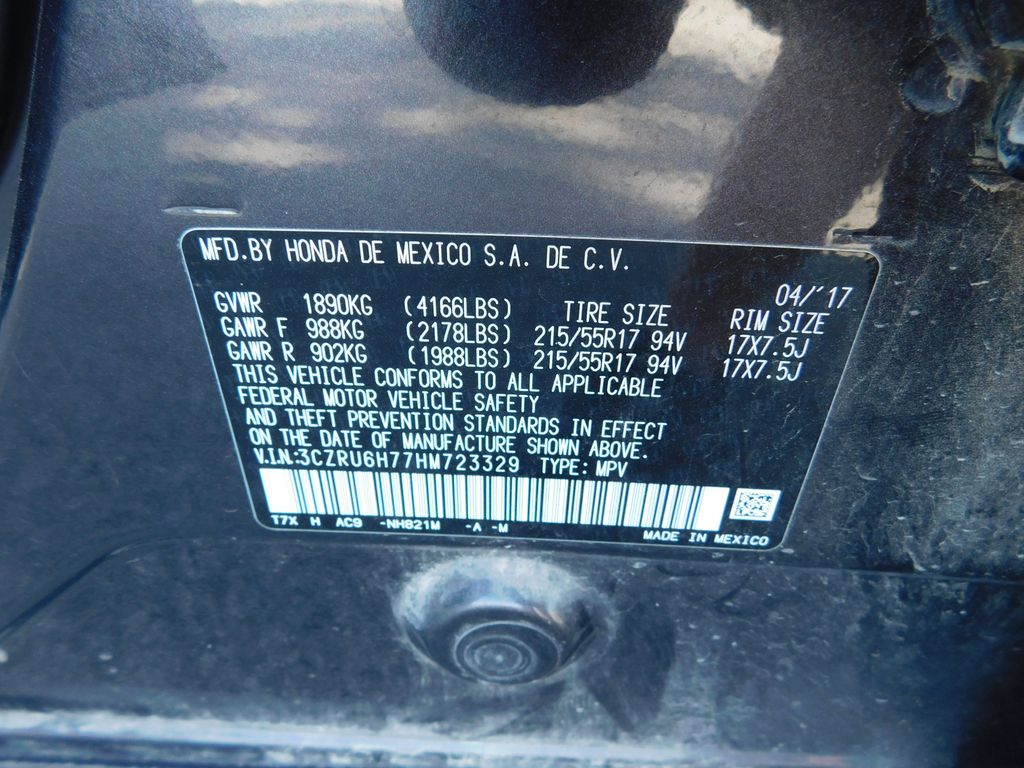 MFD.BY HONDA DE MEXICO S.A. DE C.V.
04/'17
GVWR 1890KG (4166LBS) TIRE SIZE RIM SIZE
GAWR F 988KG (2178LBS) 215/55R17 94V 17X7.5J
GAWR R 902KG (1988LBS) 215/55R17 94V 17X7.5J
THIS VEHICLE CONFORMS TO ALL APPLICABLE
FEDERAL MOTOR VEHICLE SAFETY
AND THEFT PREVENTION STANDARDS IN EFFECT
ON THE DATE OF MANUFACTURE SHOWN ABOVE.
V.I.N:3CZRU6H77HM723329 TYPE: MPV
T7X H AC9 -NH821M -A -M
MADE IN MEXICO